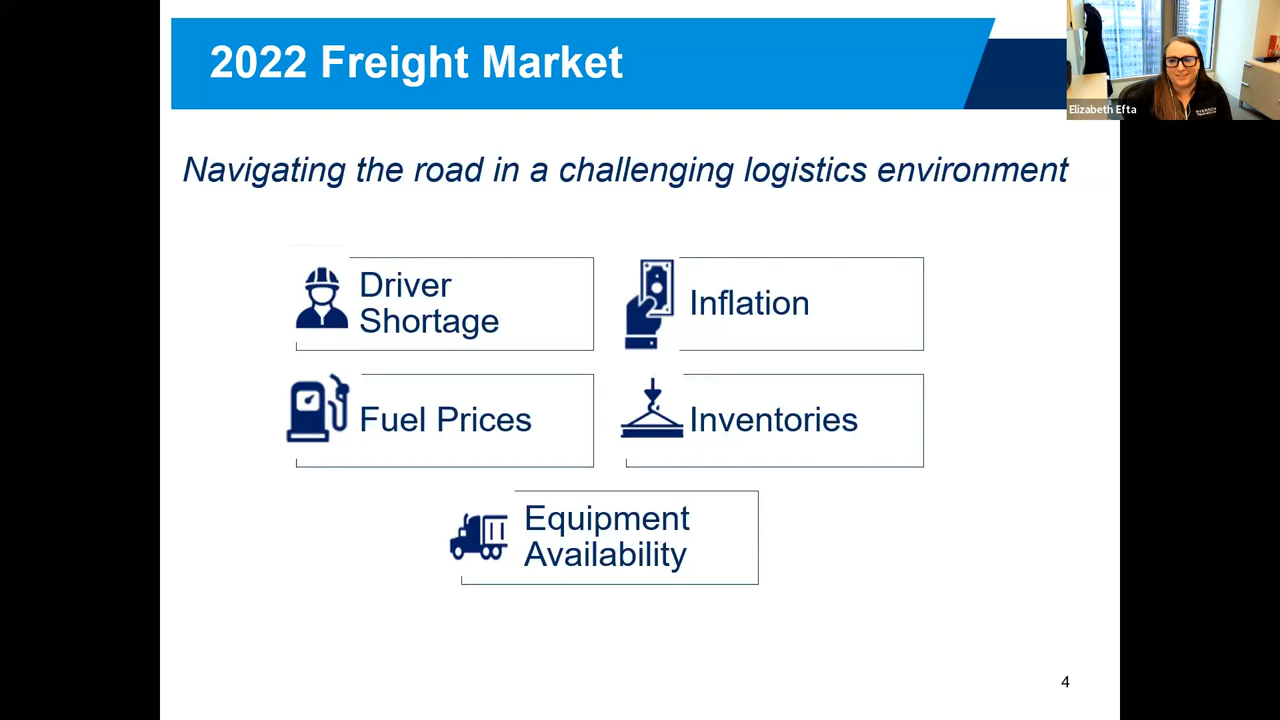 2022 Freight Market
Elizabeth Efta
Navigating the road in a challenging logistics environment
Driver
Shortage
Inflation
Fuel Prices
Inventories
Equipment
Availability
4